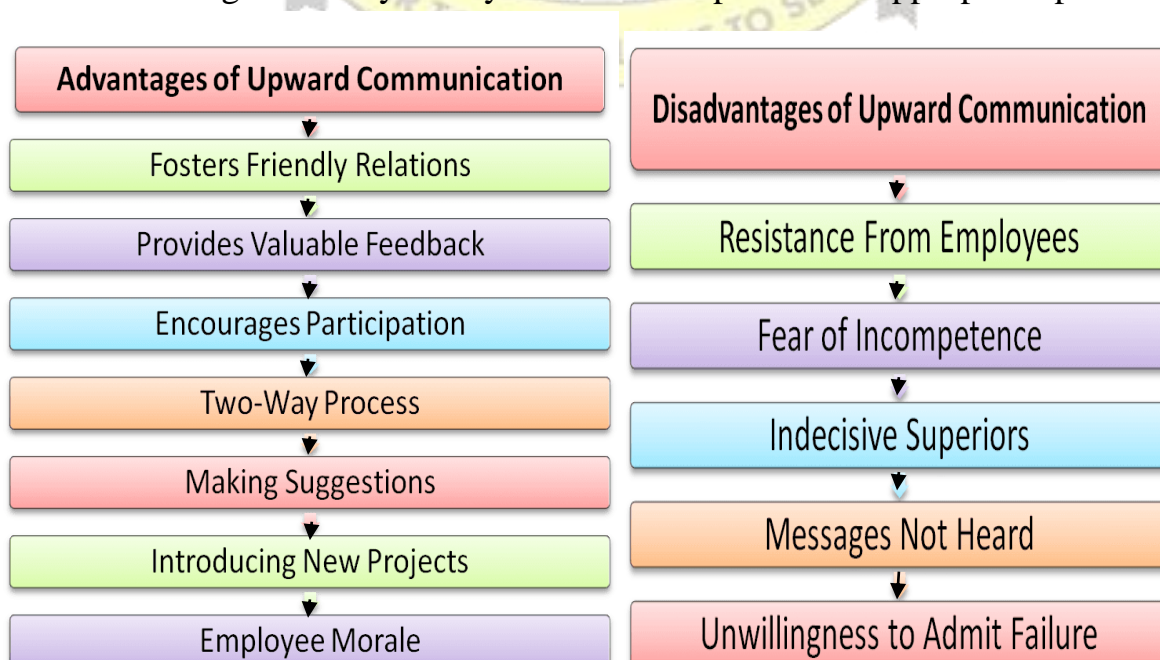 TO SE
Advantages of Upward Communication
Fosters Friendly Relations
Provides Valuable Feedback
Encourages Participation
Two-Way Process
Making Suggestions
Introducing New Projects
Employee Morale
Disadvantages of Upward Communication
Resistance From Employees
Fear of Incompetence
Indecisive Superiors
Messages Not Heard
Unwillingness to Admit Failure